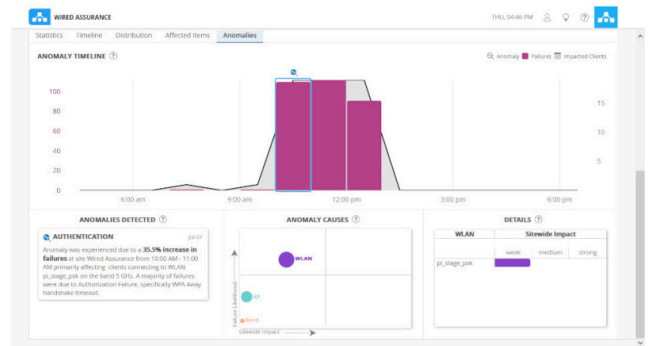 WIRED ASSURANCE
THU, 04:46 PM
Statistics Timeline Distribution Affected Items Anomalies
ANOMALY TIMELINE
Anomaly Failures Impacted Clients
100
80
60
40
20
0
15
10
5
6:00 am 9:00 am 12:00 pm 3:00 pm 6:00 pm
ANOMALIES DETECTED
AUTHENTICATION Jul 07
Anomaly was experienced due to a 35.5% increase in
failures at site Wired Assurance from 10:00 AM - 11:00
AM primarily affecting clients connecting to WLAN
pi_stage_psk on the band 5 GHz. A majority of failures
were due to Authorization Failure, specifically WPA 4way
handshake timeout.
ANOMALY CAUSES
Failure Likelihood
WLAN
AP
Band
Sitewide Impact
DETAILS
WLAN Sitewide Impact
weak medium strong
pi_stage_psk